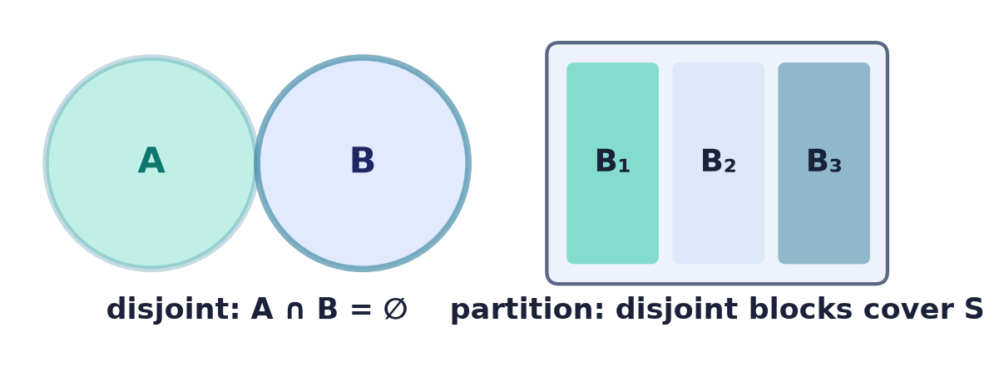 A
B
B₁
B₂
B₃
disjoint: A ∩ B = ∅
partition: disjoint blocks cover S